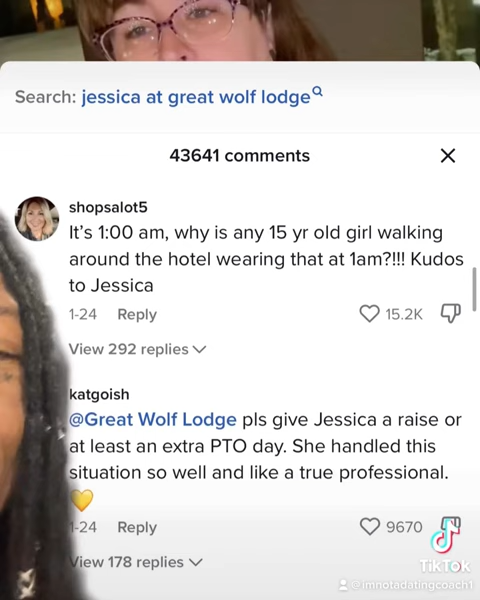 Search: jessica at great wolf lodge
43641 comments
shopsalot5
It's 1:00 am, why is any 15 yr old girl walking
around the hotel wearing that at 1am?!!! Kudos
to Jessica
1-24 Reply 15.2K
View 292 replies
katgoish
@Great Wolf Lodge pls give Jessica a raise or
at least an extra PTO day. She handled this
situation so well and like a true professional.
💛
1-24 Reply 9670
View 178 replies
TikTok
@imnotadatingcoach1